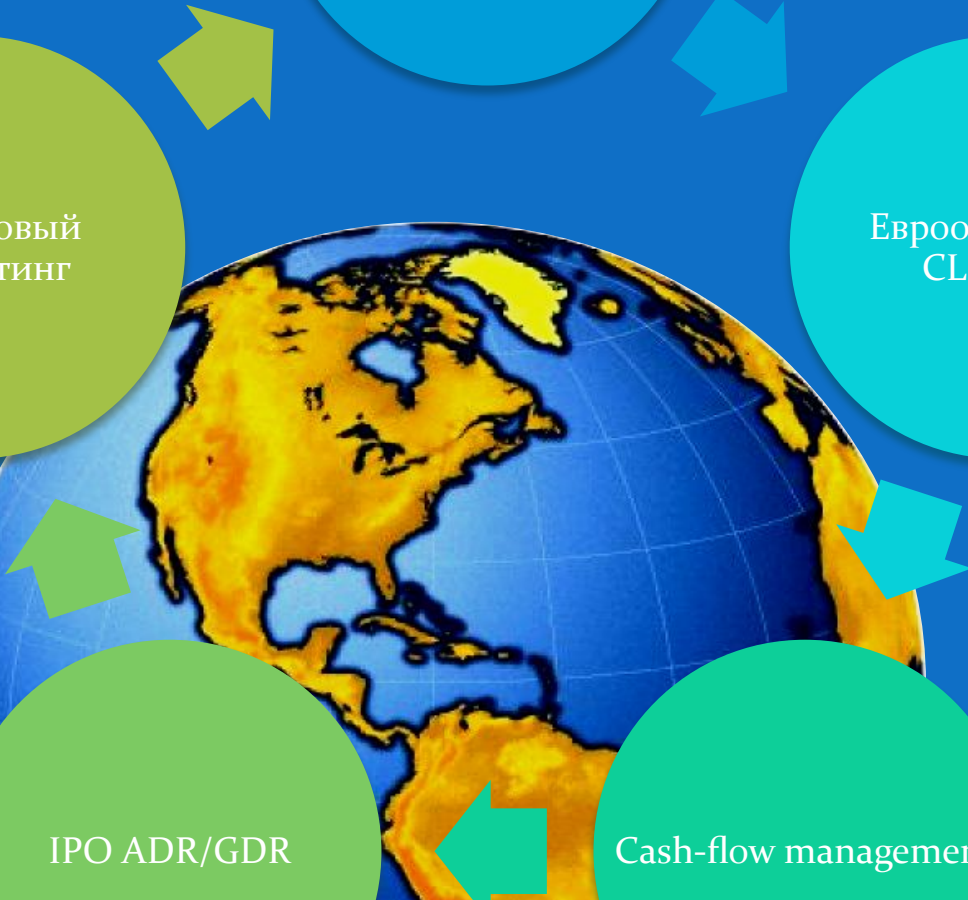 овый
тинг
Евроо
CL
IPO ADR/GDR
Cash-flow managemen